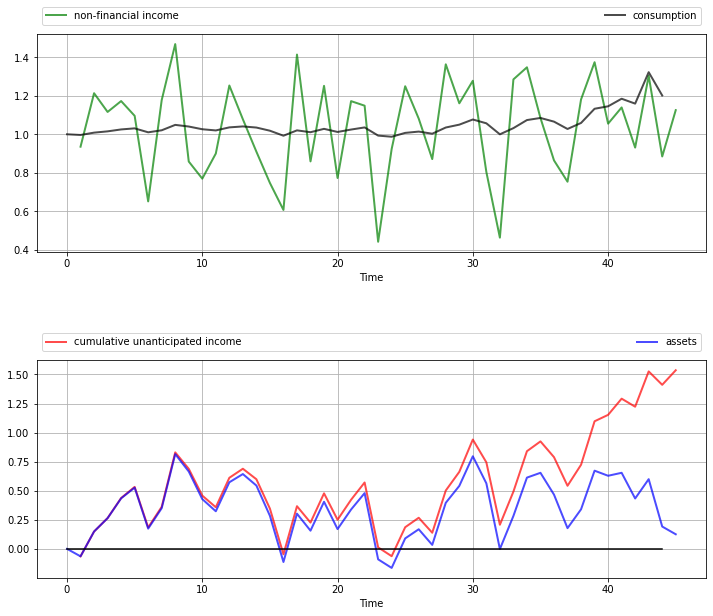 non-financial income consumption
1.4
1.2
1.0
0.8
0.6
0.4
0 10 20 30 40
Time
cumulative unanticipated income assets
1.50
1.25
1.00
0.75
0.50
0.25
0.00
0 10 20 30 40
Time